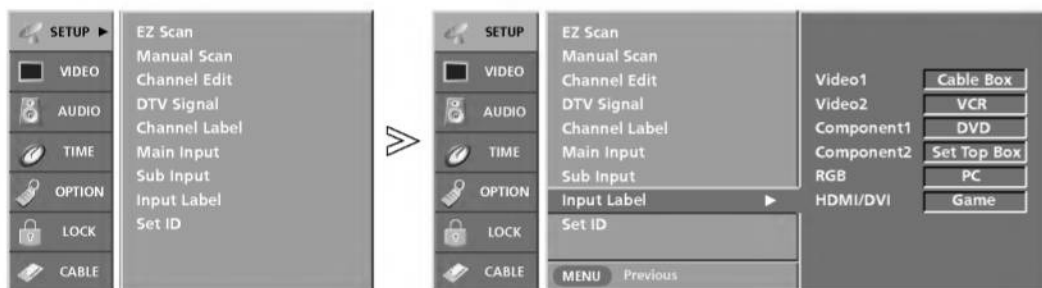 SETUP ►
VIDEO
AUDIO
TIME
OPTION
LOCK
CABLE
EZ Scan
Manual Scan
Channel Edit
DTV Signal
Channel Label
Main Input
Sub Input
Input Label
Set ID
SETUP
VIDEO
AUDIO
TIME
OPTION
LOCK
CABLE
EZ Scan
Manual Scan
Channel Edit
DTV Signal
Channel Label
Main Input
Sub Input
Input Label ►
Set ID
MENU Previous
Video1 Cable Box
Video2 VCR
Component1 DVD
Component2 Set Top Box
RGB PC
HDMI/DVI Game